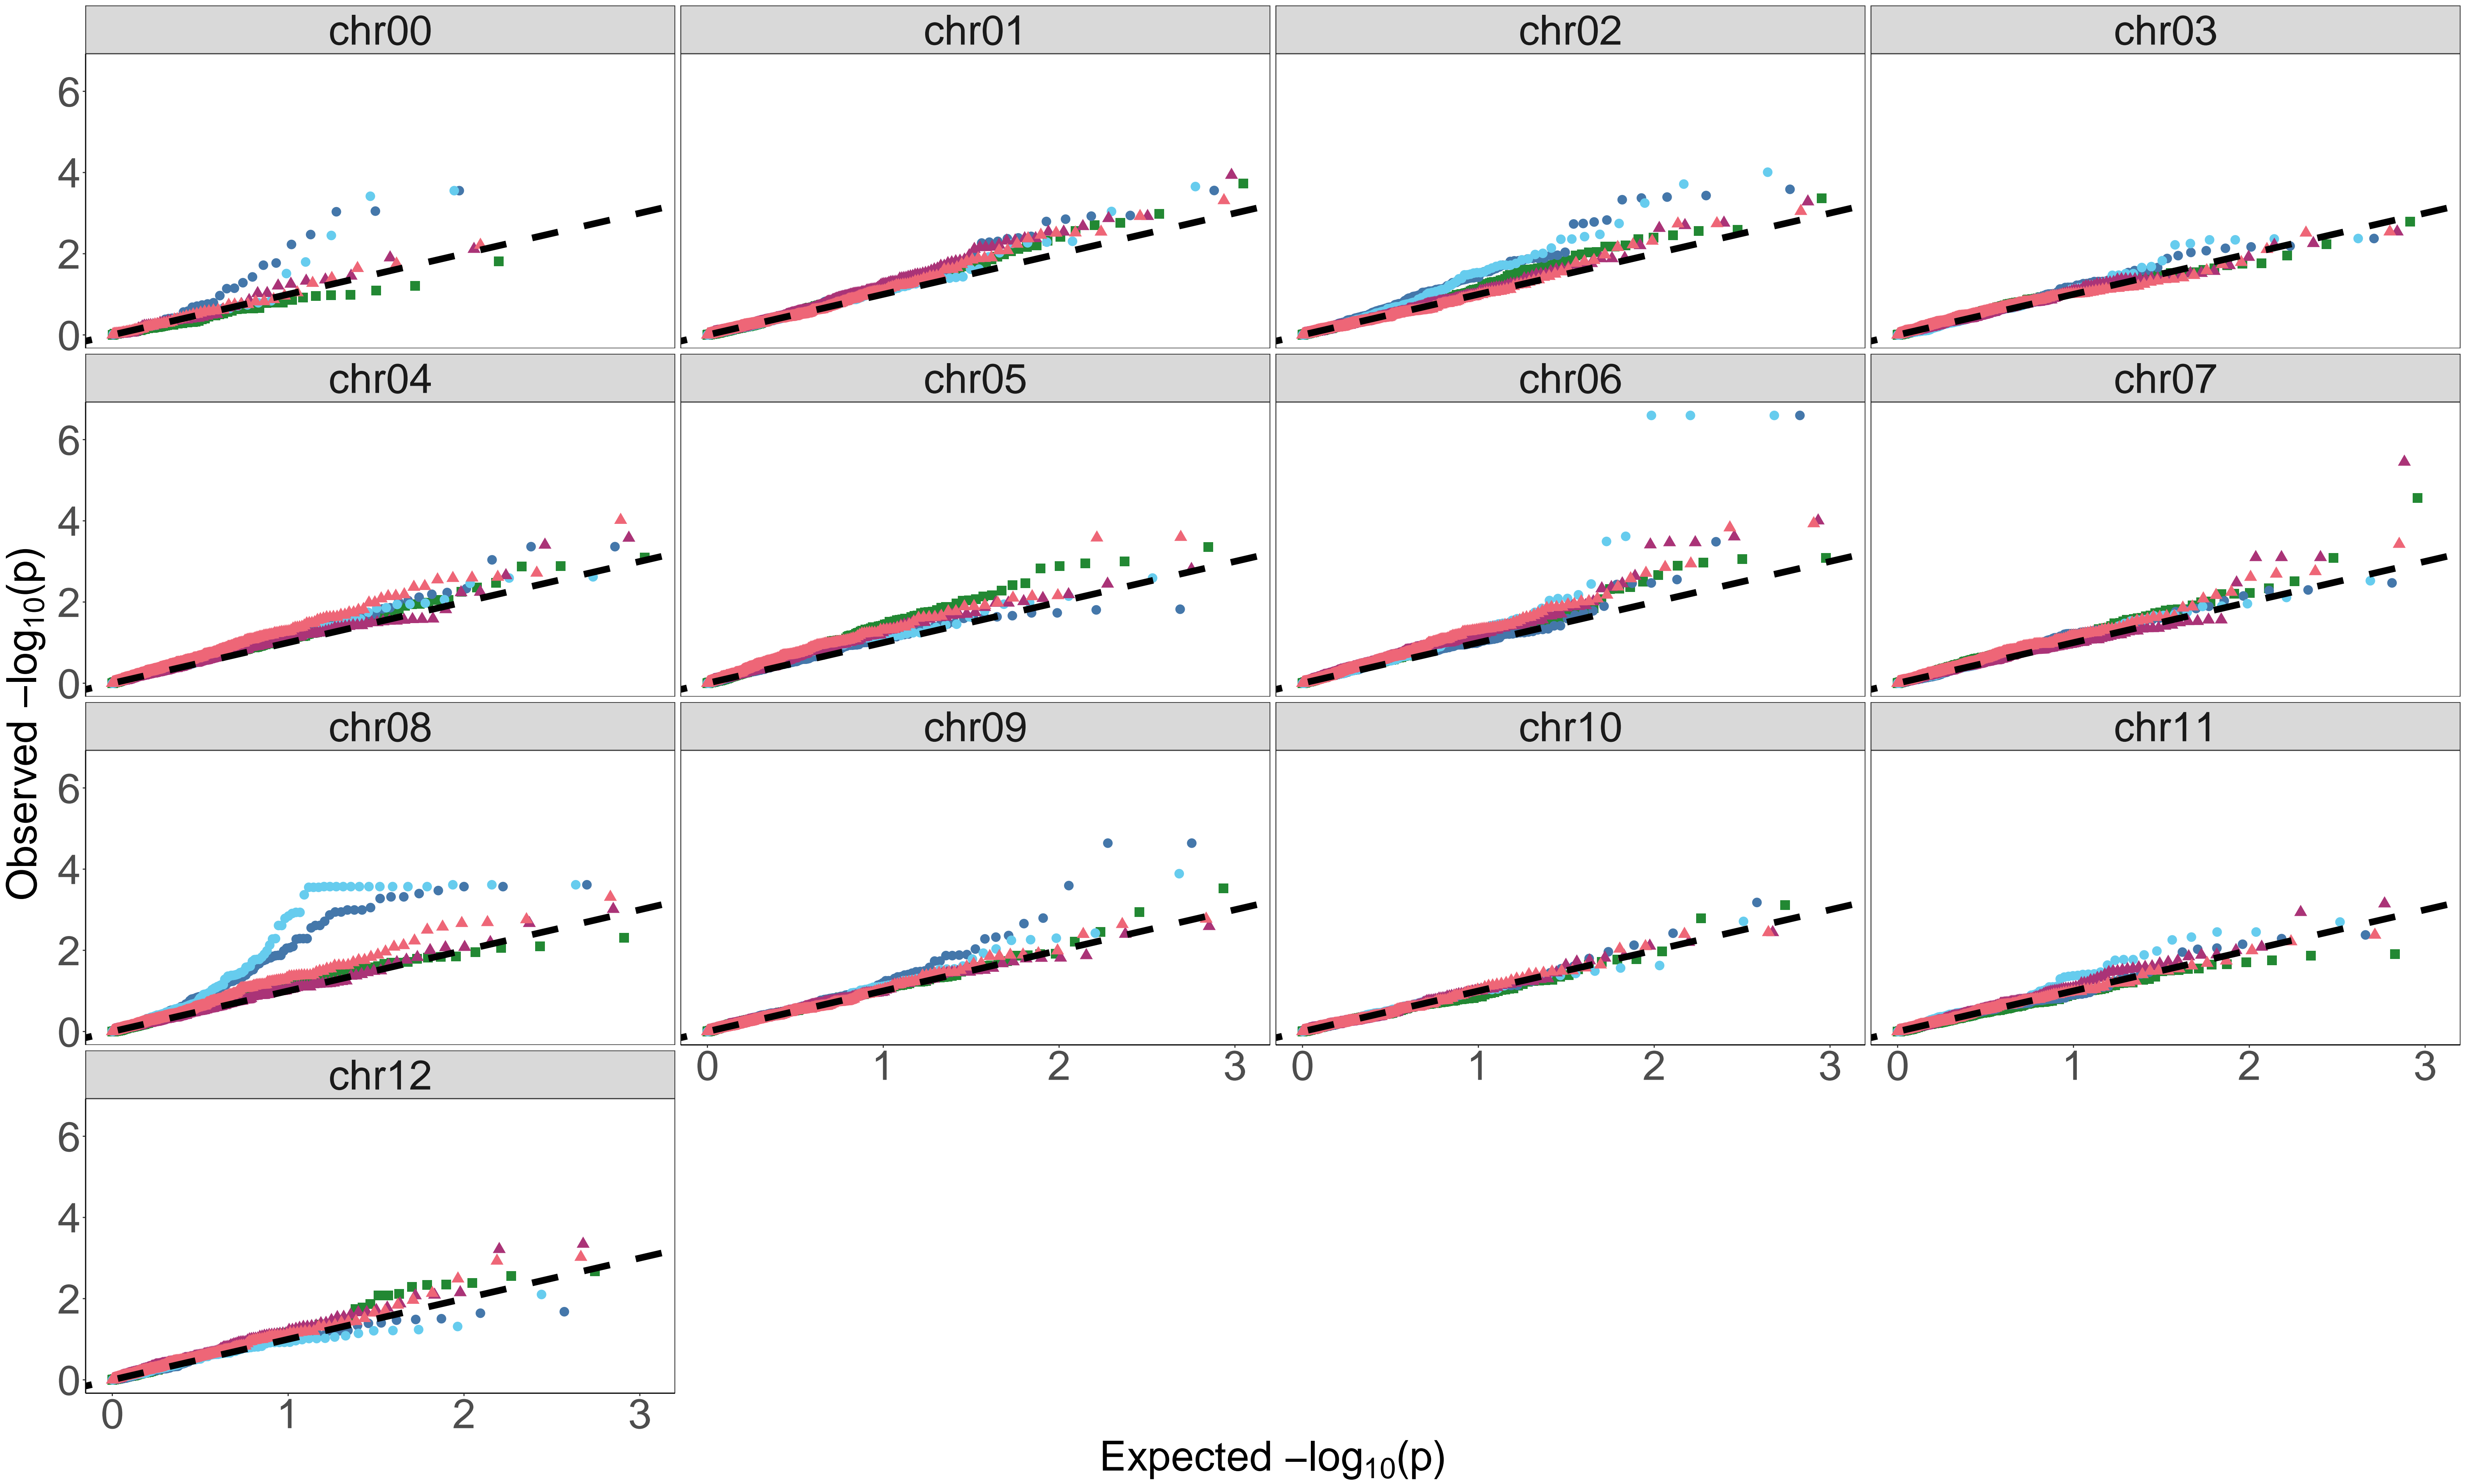 chr00 chr01 chr02 chr03
6
4
2
0
chr04 chr05 chr06 chr07
6
4
2
0
Observed −log10(p)
chr08 chr09 chr10 chr11
6
4
2
0
0 1 2 3 0 1 2 3 0 1 2 3
chr12
6
4
2
0
0 1 2 3
Expected −log10(p)